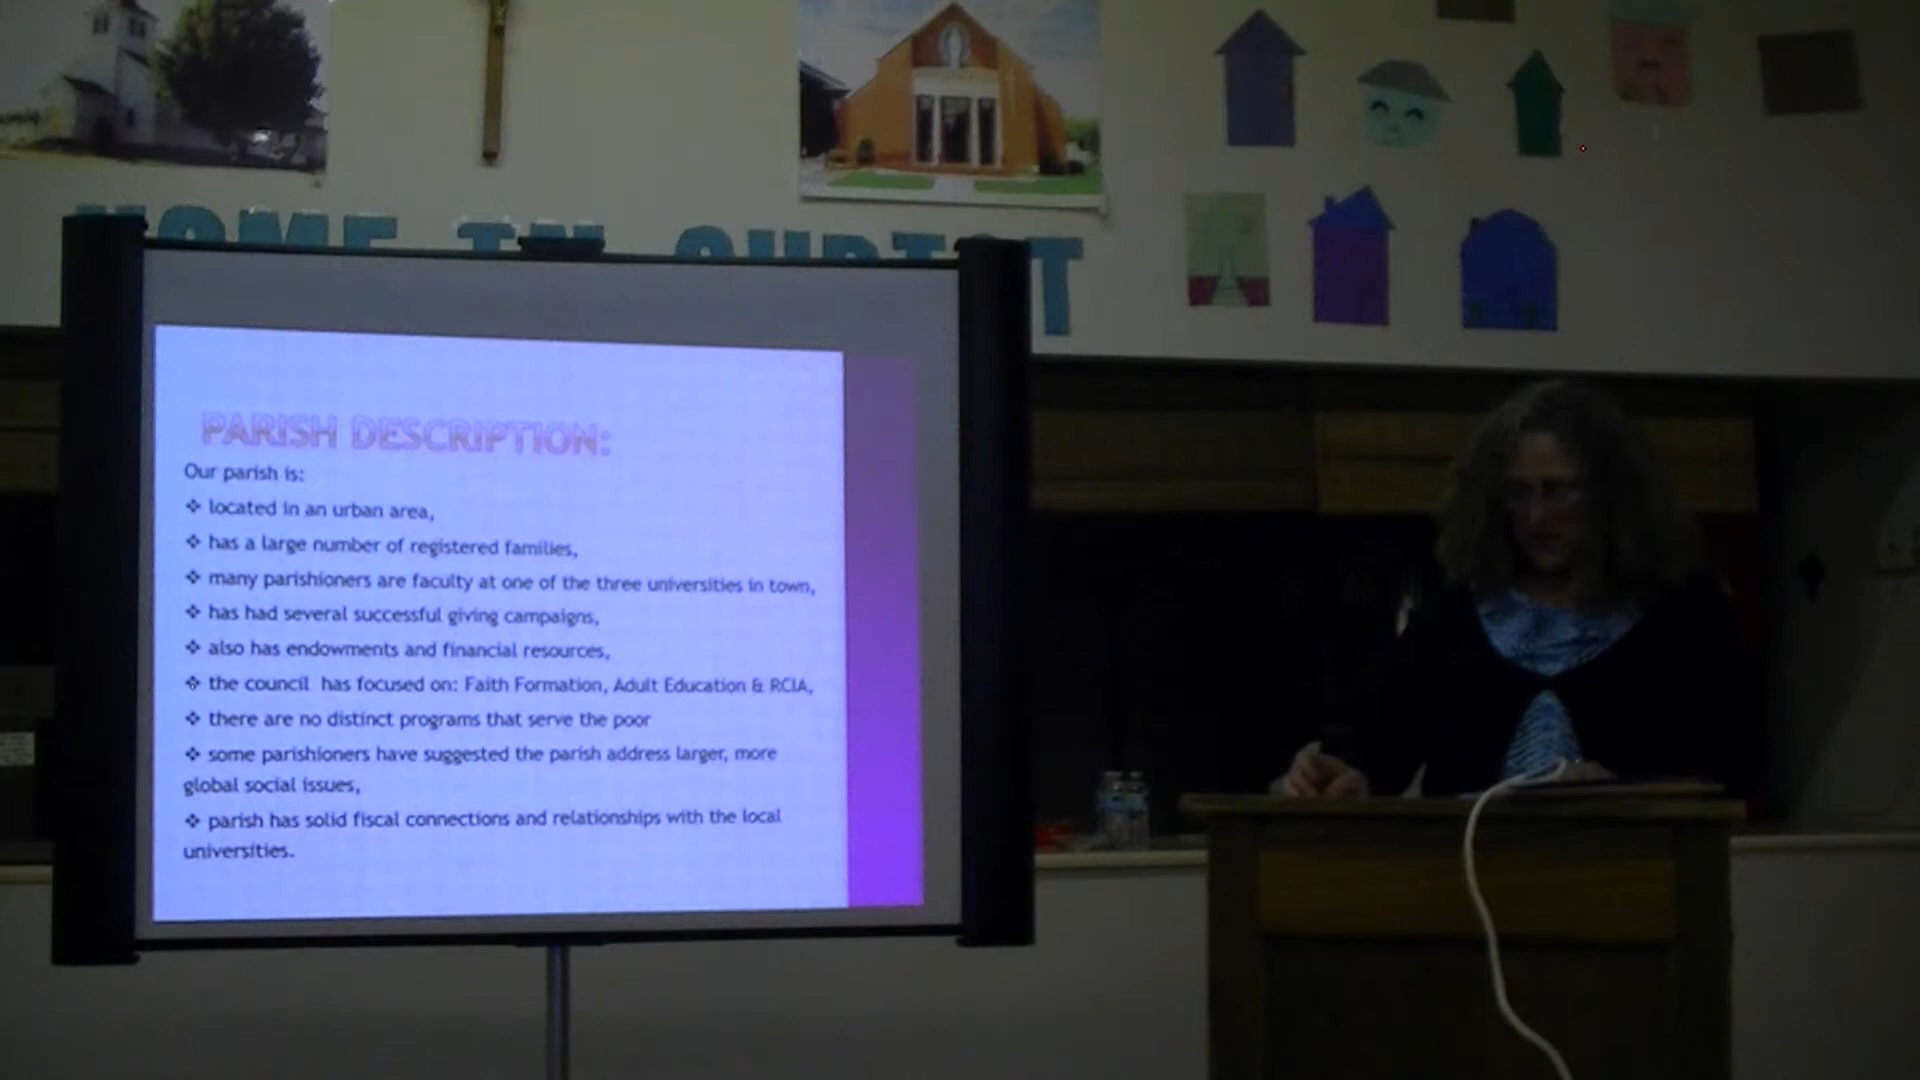 HOME IN CHRIST
PARISH DESCRIPTION:
Our parish is:
❖ located in an urban area,
❖ has a large number of registered families,
❖ many parishioners are faculty at one of the three universities in town,
❖ has had several successful giving campaigns,
❖ also has endowments and financial resources,
❖ the council has focused on: Faith Formation, Adult Education & RCIA,
❖ there are no distinct programs that serve the poor
❖ some parishioners have suggested the parish address larger, more
global social issues,
❖ parish has solid fiscal connections and relationships with the local
universities.